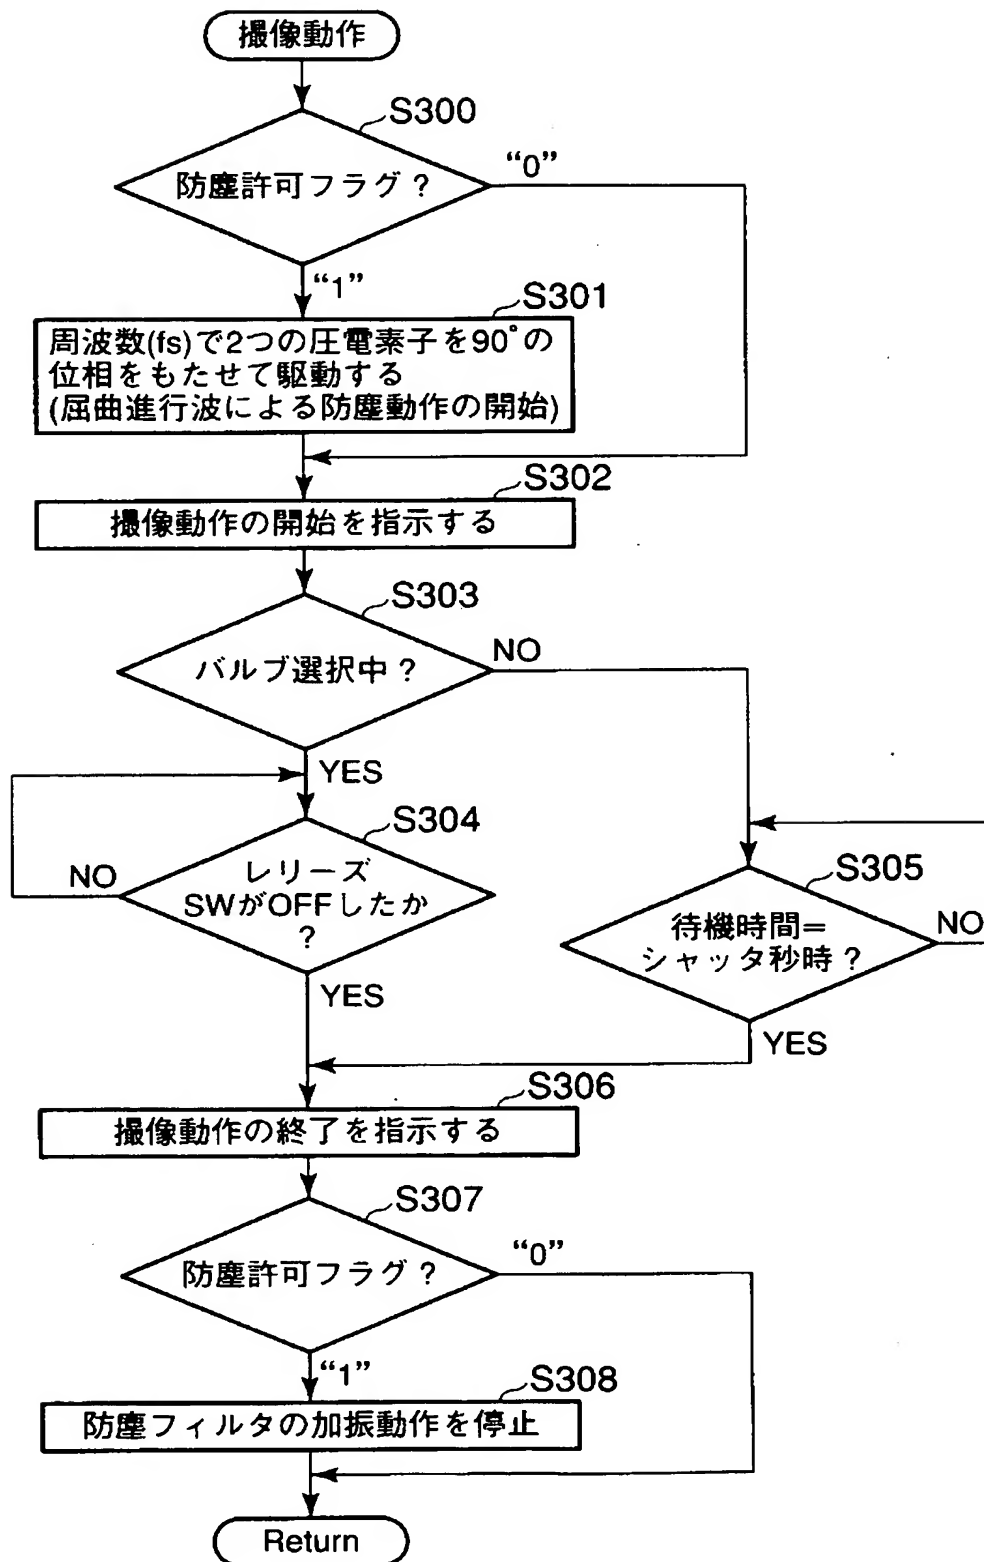 撮像動作
S300
防塵許可フラグ？
“0”
“1”
S301
周波数(fs)で2つの圧電素子を90°の
位相をもたせて駆動する
(屈曲進行波による防塵動作の開始)
S302
撮像動作の開始を指示する
S303
バルブ選択中？
NO
YES
S304
レリーズ
SWがOFFしたか
？
NO
YES
S305
待機時間＝
シャッタ秒時？
NO
YES
S306
撮像動作の終了を指示する
S307
防塵許可フラグ？
“0”
“1”
S308
防塵フィルタの加振動作を停止
Return